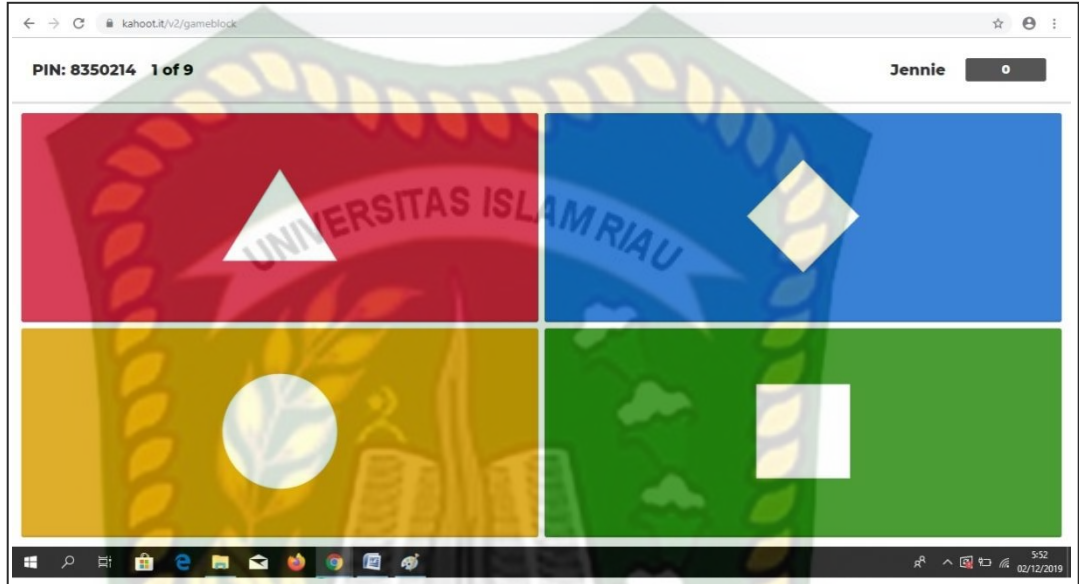 kahoot.it/v2/gameblock
PIN: 8350214 1 of 9
Jennie 0
UNIVERSITAS ISLAM RIAU
5:52
02/12/2019